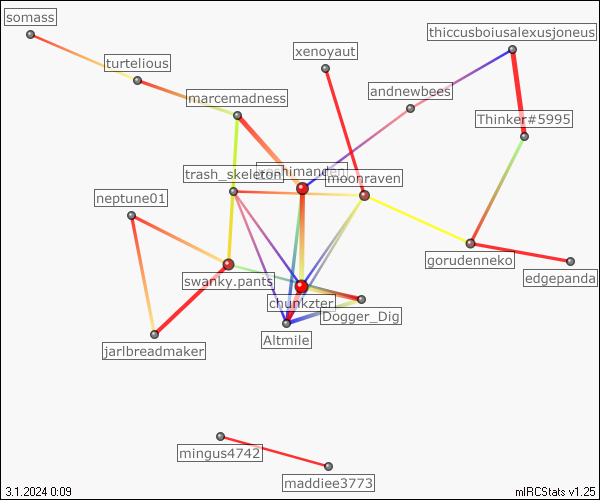 somass
thiccusboiusalexusjoneus
xenoyaut
turtelious
andnewbees
marcemadness
Thinker#5995
trash_skeleton
moonraven
neptune01
gorudenneko
edgepanda
swanky.pants
chunkzter
Dogger_Dig
Altmile
jarlbreadmaker
mingus4742
maddiee3773
3.1.2024 0:09
mIRCStats v1.25